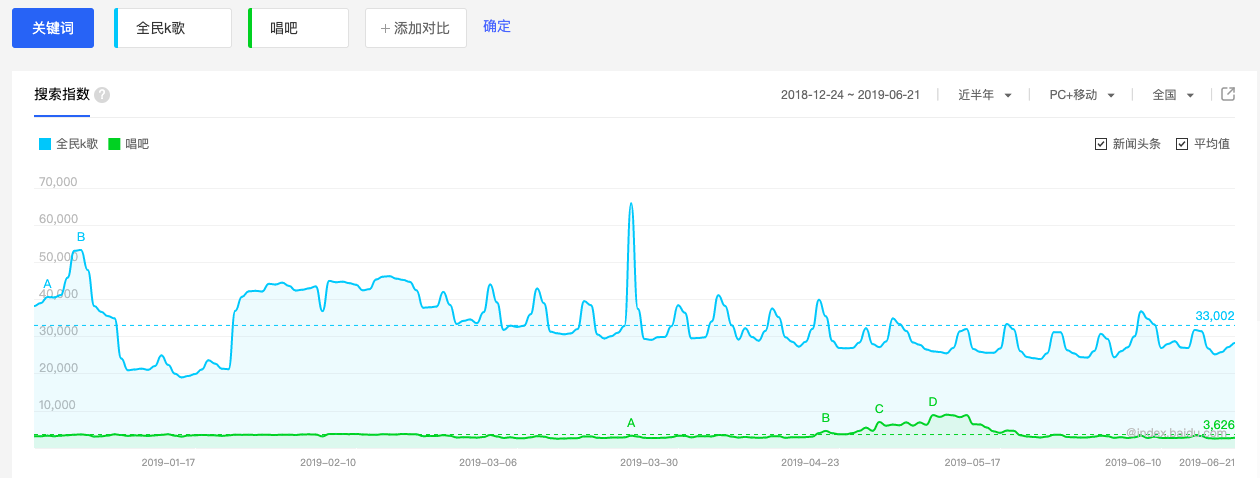 关键词 全民k歌 唱吧 +添加对比 确定
搜索指数 ? 2018-12-24 ~ 2019-06-21 近半年 PC+移动 全国
全民k歌 唱吧 新闻头条 平均值
70,000
60,000
B
50,000
A
40,000
33,002
30,000
20,000
10,000
A B C D
3,626
@index.baidu.com
2019-01-17 2019-02-10 2019-03-06 2019-03-30 2019-04-23 2019-05-17 2019-06-10 2019-06-21